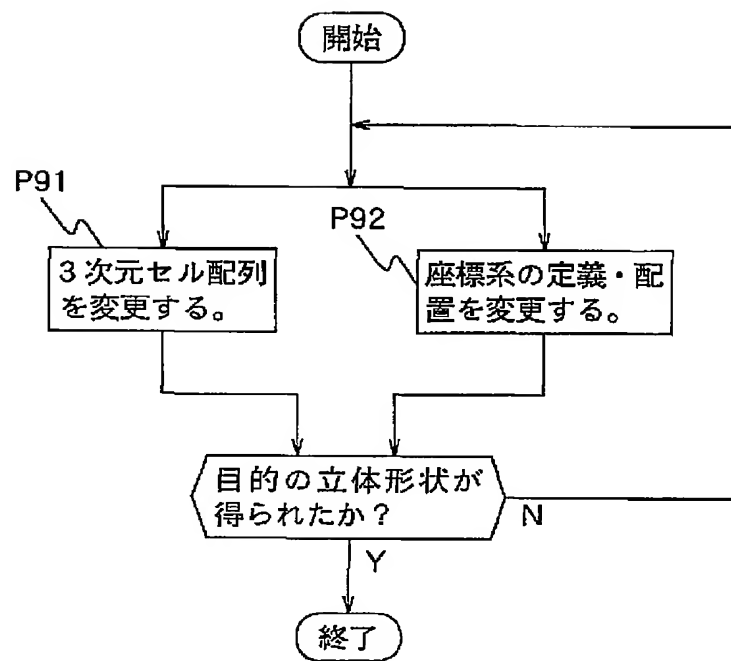 開始
P91
3次元セル配列
を変更する。
P92
座標系の定義・配
置を変更する。
目的の立体形状が
得られたか?
N
Y
終了